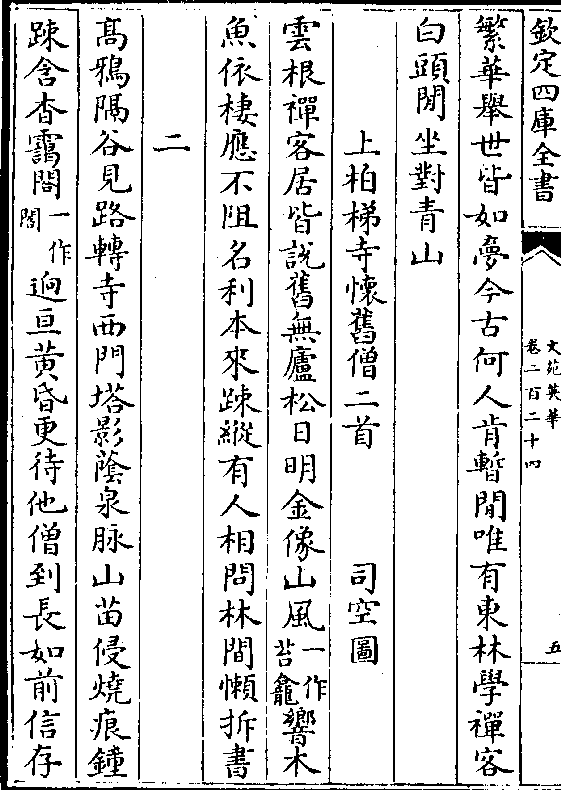 欽定四庫全書
文苑英華
卷二百二十四
五
繁華舉世皆如夢今古何人肯暫閒唯有東林學禪客
白頭閒坐對青山
上柏梯寺懷舊僧二首 司空圖
雲根禪客居皆説舊無廬松日明金像山風一作苔龕響木
魚依棲應不阻名利本來踈縱有人相問林間懶拆書
二
髙鴉隔谷見路轉寺西門塔影䕃泉脉山苗侵燒痕鐘
踈含杳靄閣一作閤逈亘黄昏更待他僧到長如前信存